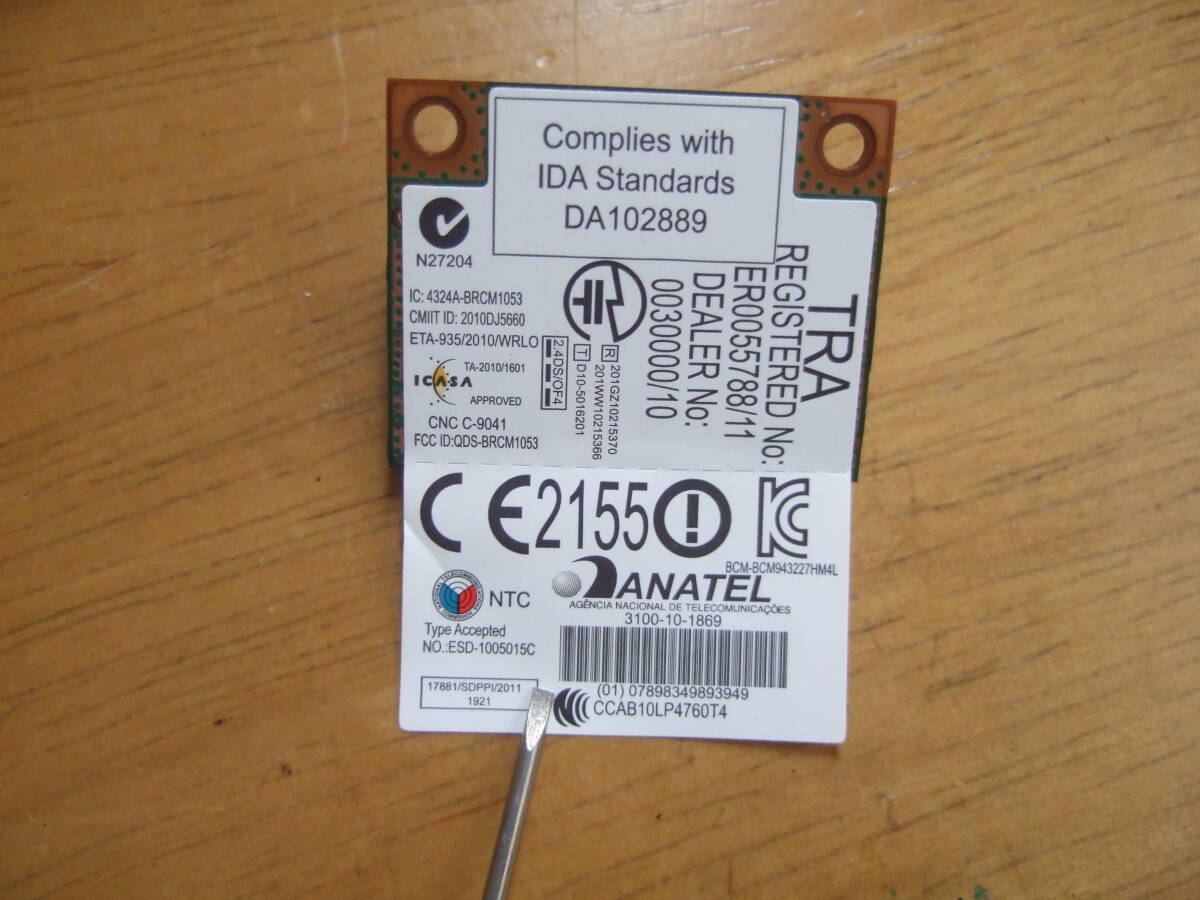 Complies with
IDA Standards
DA102889
N27204
IC: 4324A-BRCM1053
CMIIT ID: 2010DJ5660
ETA-935/2010/WRLO
TA-2010/1601
ICASA
APPROVED
CNC C-9041
FCC ID:QDS-BRCM1053
2.4DS/OF4
R 201GZ10215370
201WW10215366
T D10-5016201
TRA
REGISTERED No:
ER0055788/11
DEALER No:
0030000/10
CE2155
BCM-BCM943227HM4L
NTC
Type Accepted
NO.:ESD-1005015C
ANATEL
AGÊNCIA NACIONAL DE TELECOMUNICAÇÕES
3100-10-1869
(01) 07898349893949
17881/SDPPI/2011
1921
CCAB10LP4760T4